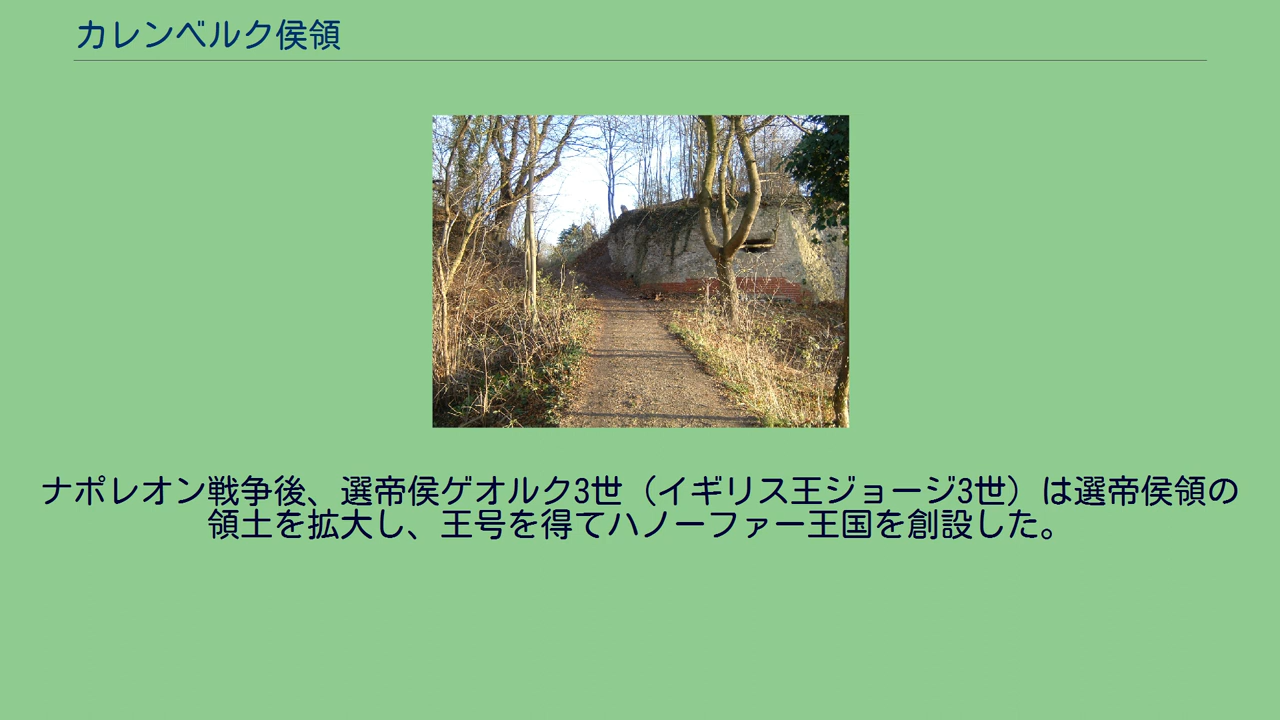 カレンベルク侯領
ナポレオン戦争後、選帝侯ゲオルク3世（イギリス王ジョージ3世）は選帝侯領の
領土を拡大し、王号を得てハノーファー王国を創設した。